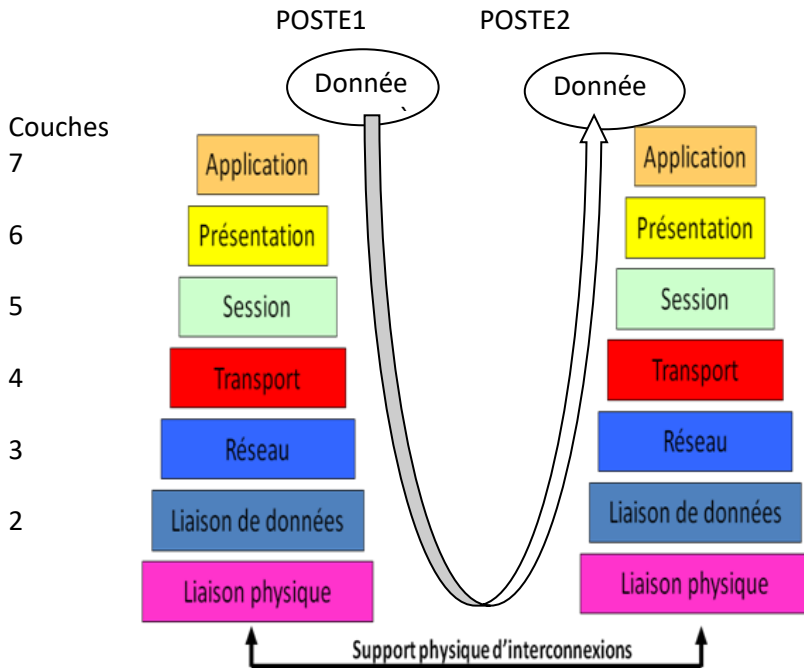 POSTE1 POSTE2
Donnée Donnée
`
Couches
7 Application Application
6 Présentation Présentation
5 Session Session
4 Transport Transport
3 Réseau Réseau
2 Liaison de données Liaison de données
Liaison physique Liaison physique
Support physique d'interconnexions